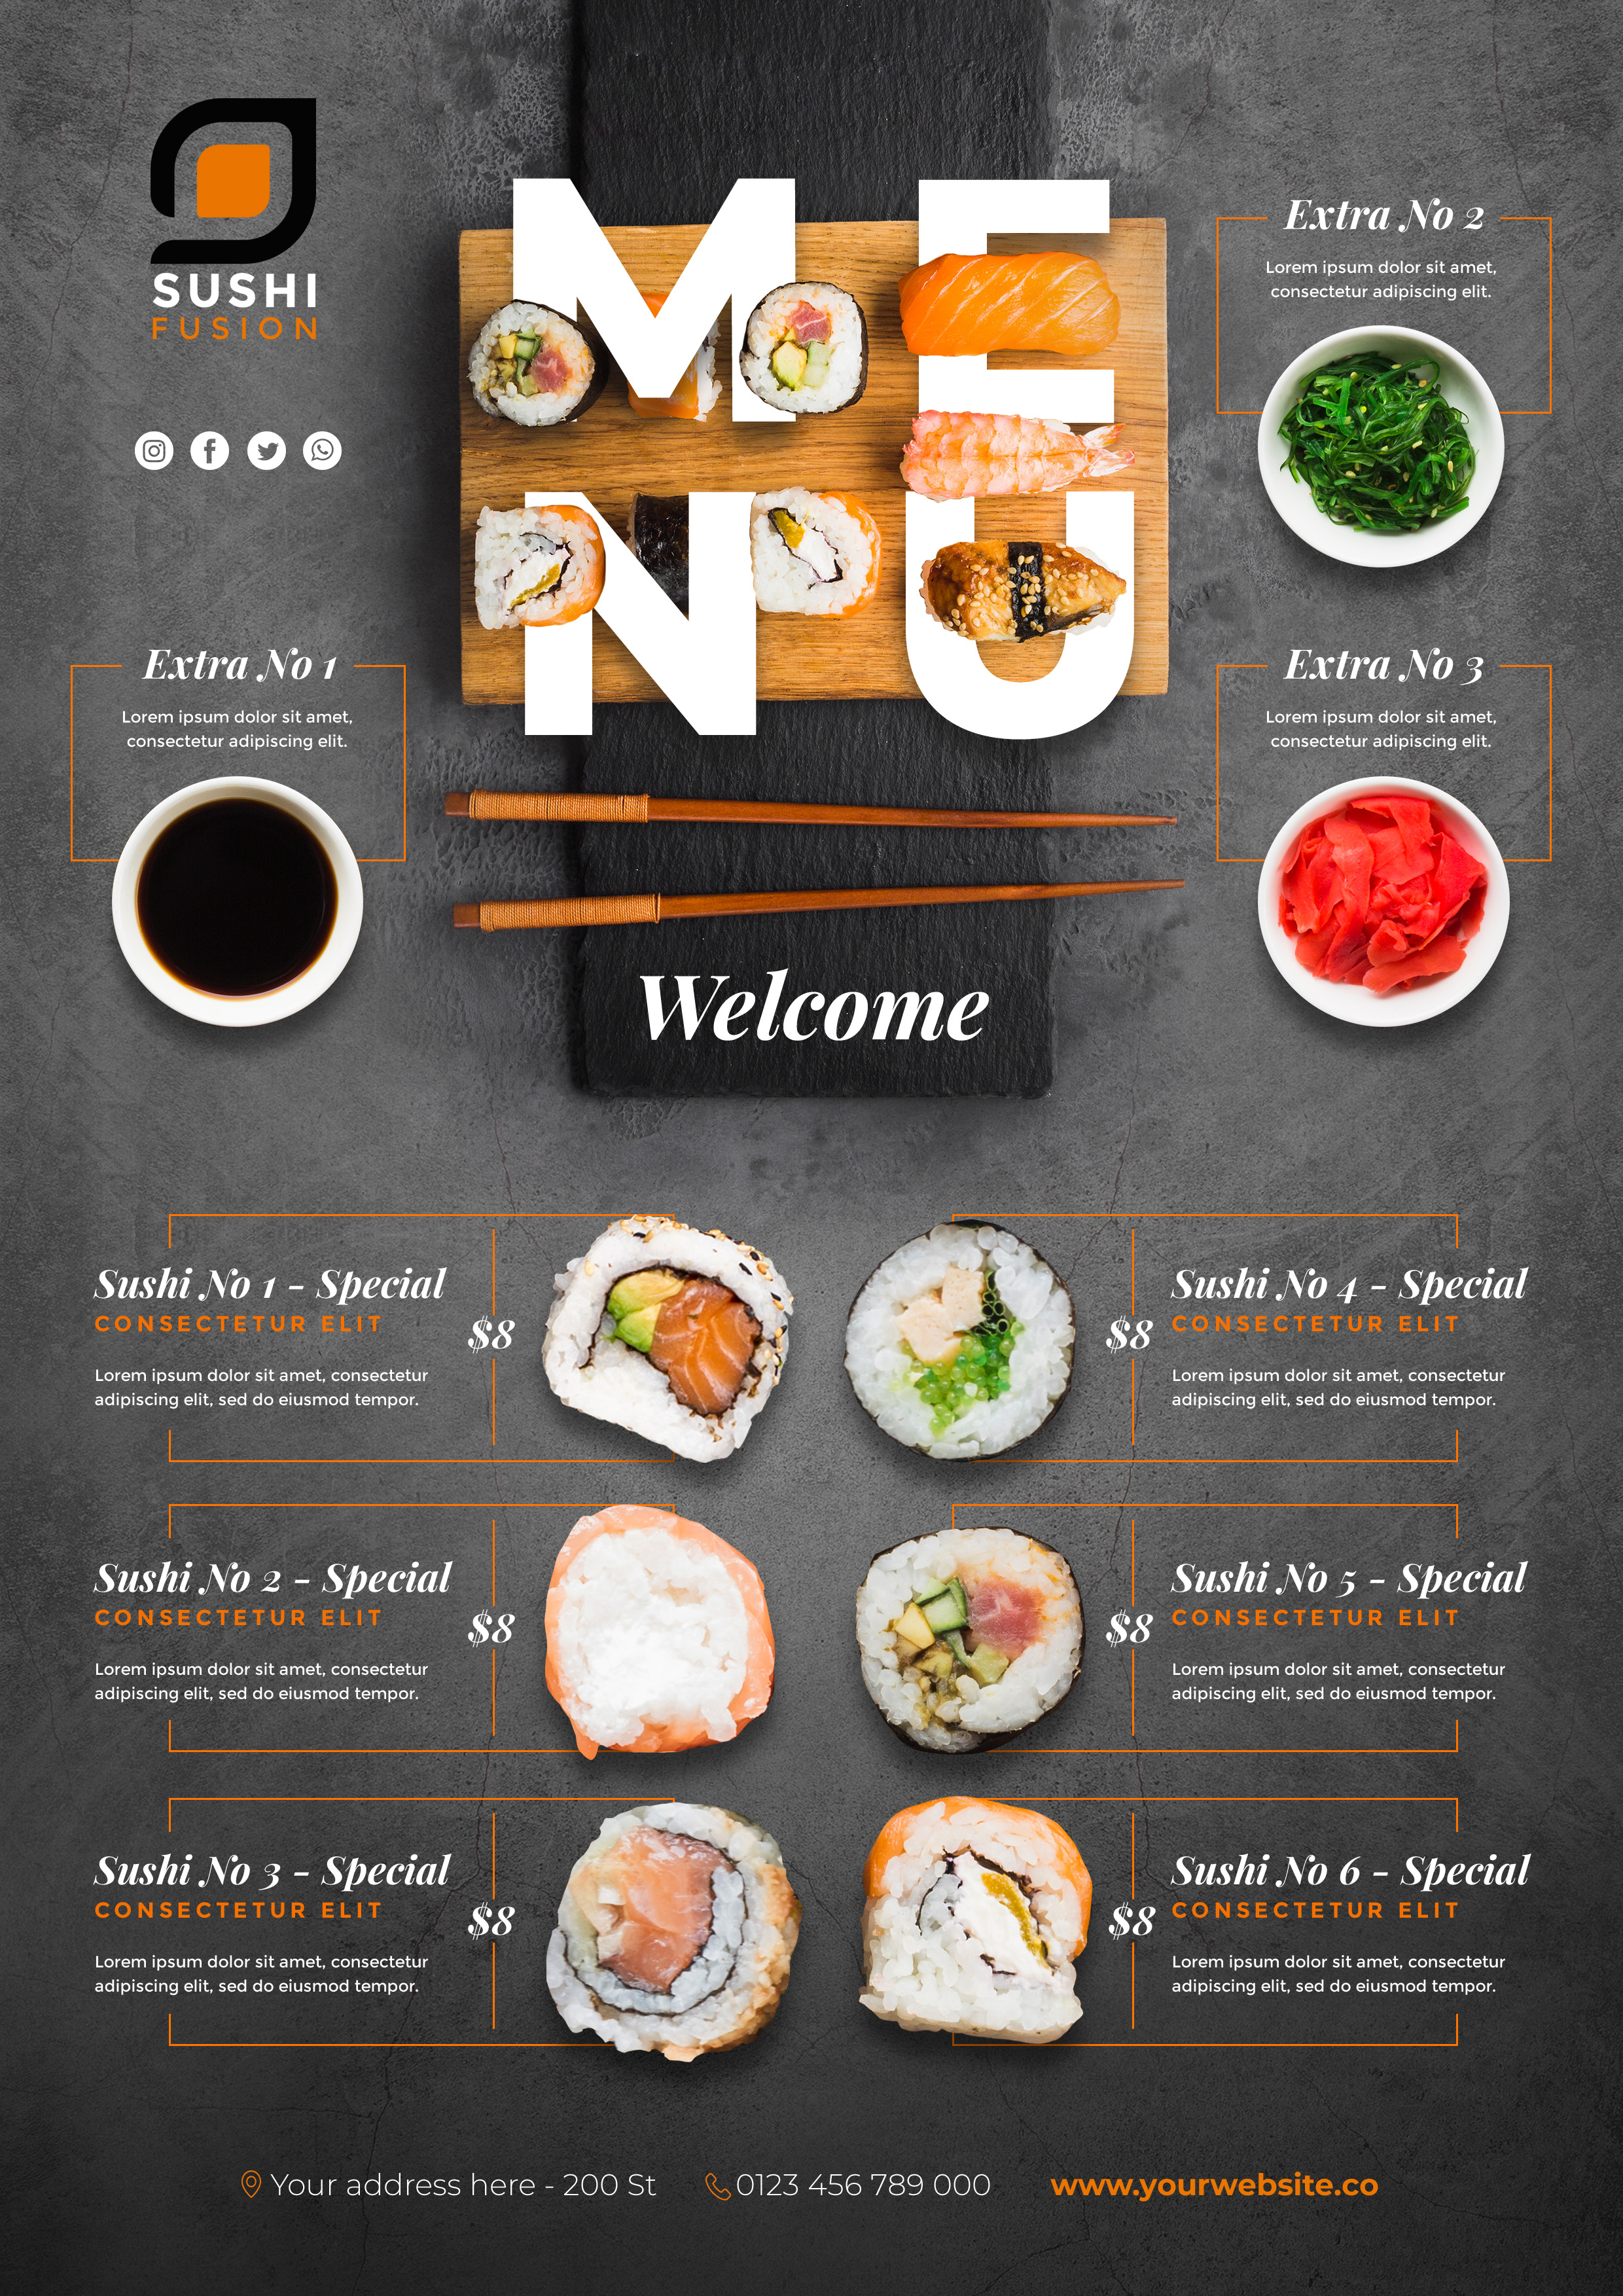 SUSHI
FUSION
ME
NU
Extra No 1
Lorem ipsum dolor sit amet,
consectetur adipiscing elit.
Extra No 2
Lorem ipsum dolor sit amet,
consectetur adipiscing elit.
Extra No 3
Lorem ipsum dolor sit amet,
consectetur adipiscing elit.
Welcome
Sushi No 1 - Special
CONSECTETUR ELIT
$8
Lorem ipsum dolor sit amet, consectetur
adipiscing elit, sed do eiusmod tempor.
Sushi No 2 - Special
CONSECTETUR ELIT
$8
Lorem ipsum dolor sit amet, consectetur
adipiscing elit, sed do eiusmod tempor.
Sushi No 3 - Special
CONSECTETUR ELIT
$8
Lorem ipsum dolor sit amet, consectetur
adipiscing elit, sed do eiusmod tempor.
Sushi No 4 - Special
CONSECTETUR ELIT
$8
Lorem ipsum dolor sit amet, consectetur
adipiscing elit, sed do eiusmod tempor.
Sushi No 5 - Special
CONSECTETUR ELIT
$8
Lorem ipsum dolor sit amet, consectetur
adipiscing elit, sed do eiusmod tempor.
Sushi No 6 - Special
CONSECTETUR ELIT
$8
Lorem ipsum dolor sit amet, consectetur
adipiscing elit, sed do eiusmod tempor.
Your address here - 200 St
0123 456 789 000
www.yourwebsite.co